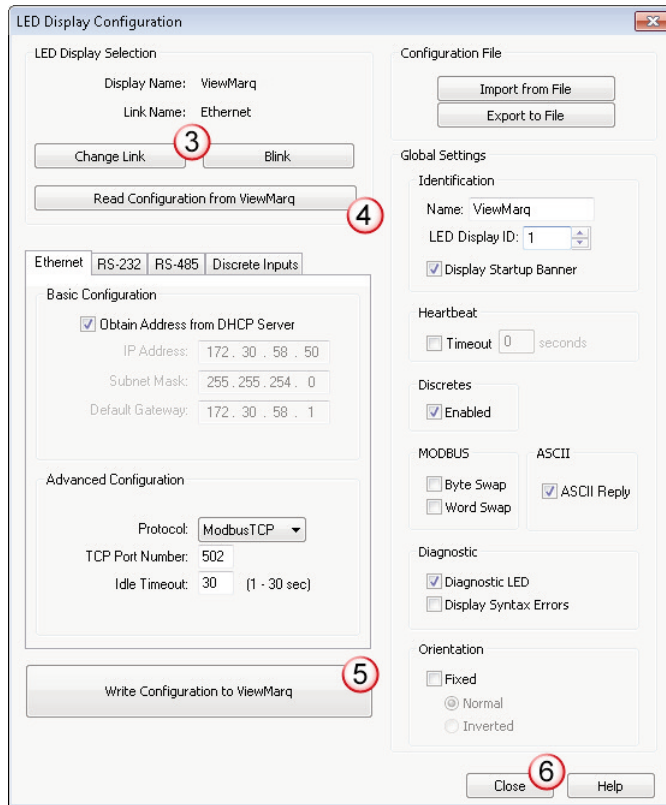 LED Display Configuration
LED Display Selection
Display Name: ViewMarq
Link Name: Ethernet
3
Change Link
Blink
Read Configuration from ViewMarq
4
Ethernet RS-232 RS-485 Discrete Inputs
Basic Configuration
Obtain Address from DHCP Server
IP Address: 172 . 30 . 58 . 50
Subnet Mask: 255 . 255 . 254 . 0
Default Gateway: 172 . 30 . 58 . 1
Advanced Configuration
Protocol: ModbusTCP
TCP Port Number: 502
Idle Timeout: 30 (1 - 30 sec)
5
Write Configuration to ViewMarq
Configuration File
Import from File
Export to File
Global Settings
Identification
Name: ViewMarq
LED Display ID: 1
Display Startup Banner
Heartbeat
Timeout 0 seconds
Discretes
Enabled
MODBUS
Byte Swap
Word Swap
ASCII
ASCII Reply
Diagnostic
Diagnostic LED
Display Syntax Errors
Orientation
Fixed
Normal
Inverted
6
Close
Help